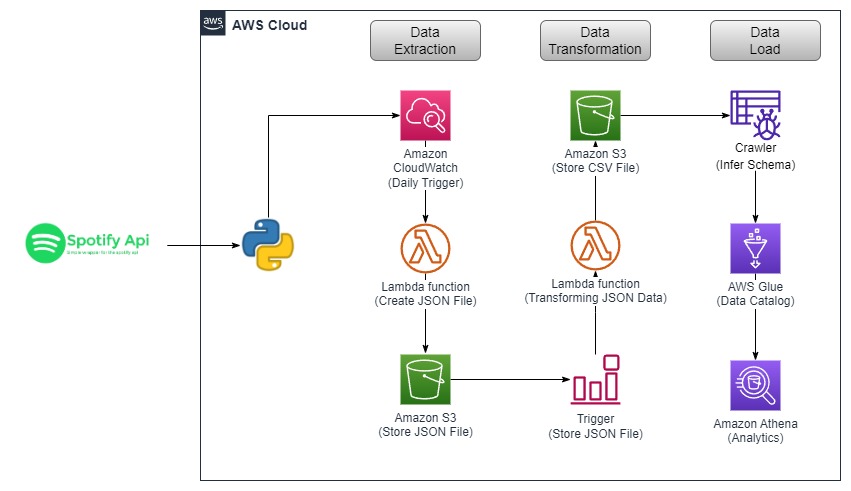 aws
AWS Cloud
Data
Extraction
Data
Transformation
Data
Load
Spotify Api
Amazon
CloudWatch
(Daily Trigger)
Lambda function
(Create JSON File)
Amazon S3
(Store JSON File)
Amazon S3
(Store CSV File)
Lambda function
(Transforming JSON Data)
Trigger
(Store JSON File)
Crawler
(Infer Schema)
AWS Glue
(Data Catalog)
Amazon Athena
(Analytics)